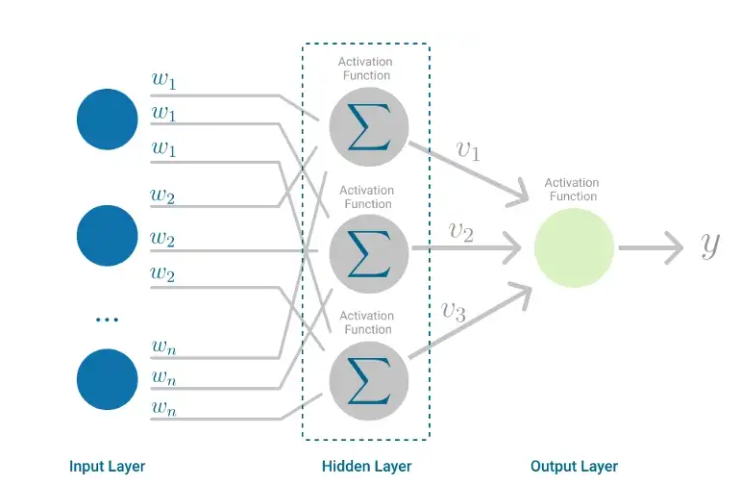 Activation
Function
w₁
w₁
w₁
Σ
v₁
Activation
Function
w₂
Activation
Function
w₂
Σ
v₂
y
w₂
...
Activation
Function
v₃
wₙ
wₙ
Σ
wₙ
Input Layer
Hidden Layer
Output Layer